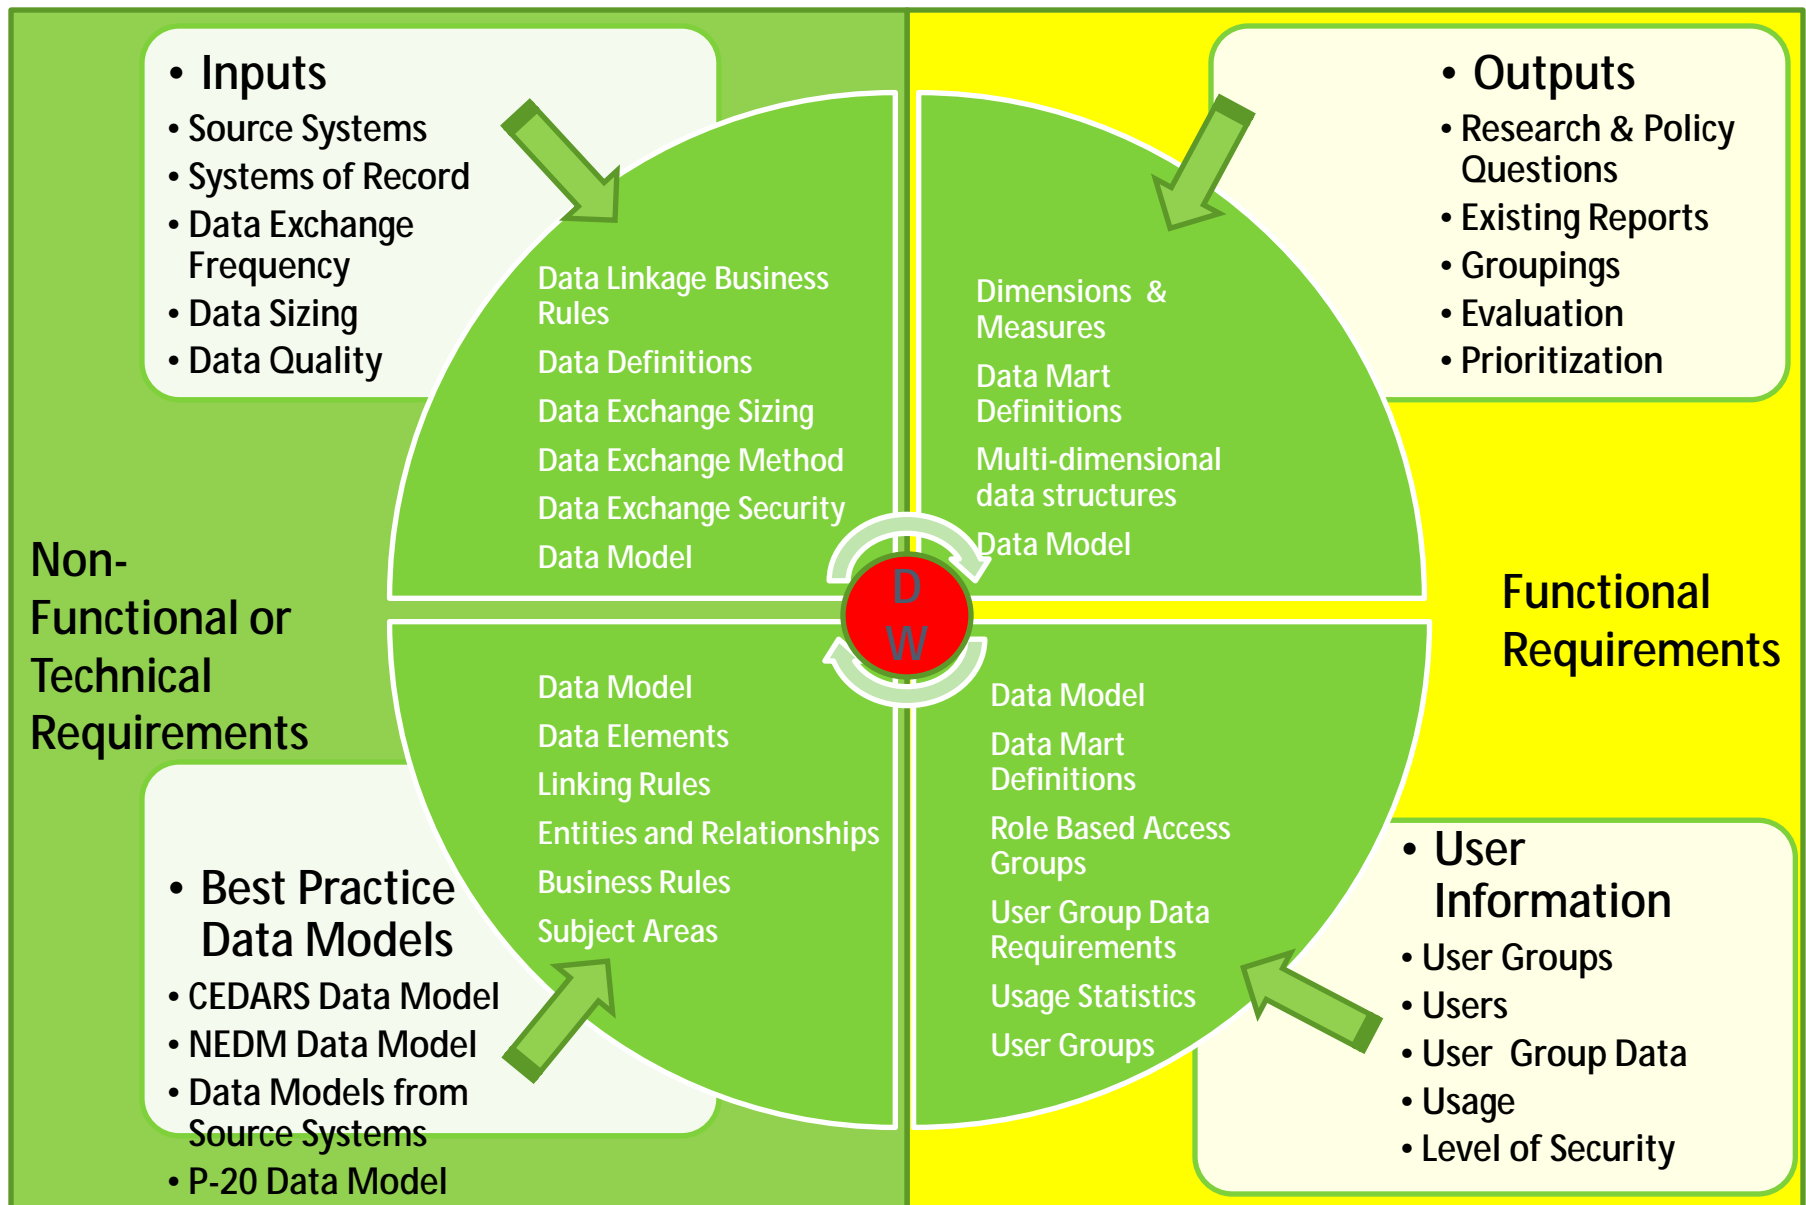 • Inputs
• Source Systems
• Systems of Record
• Data Exchange
Frequency
• Data Sizing
• Data Quality
• Outputs
• Research & Policy
Questions
• Existing Reports
• Groupings
• Evaluation
• Prioritization
Data Linkage Business
Rules
Data Definitions
Data Exchange Sizing
Data Exchange Method
Data Exchange Security
Data Model
Dimensions &
Measures
Data Mart
Definitions
Multi-dimensional
data structures
Data Model
Non-
Functional or
Technical
Requirements
D
W
Functional
Requirements
Data Model
Data Elements
Linking Rules
Entities and Relationships
Business Rules
Subject Areas
Data Model
Data Mart
Definitions
Role Based Access
Groups
User Group Data
Requirements
Usage Statistics
User Groups
• Best Practice
Data Models
• CEDARS Data Model
• NEDM Data Model
• Data Models from
Source Systems
• P-20 Data Model
• User
Information
• User Groups
• Users
• User Group Data
• Usage
• Level of Security